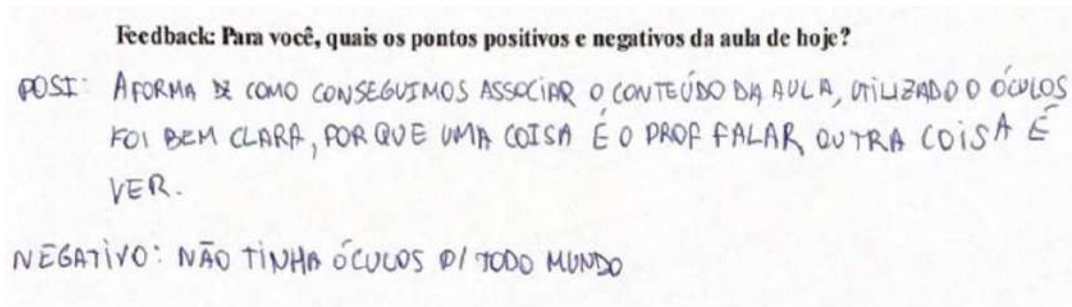 Feedback: Para você, quais os pontos positivos e negativos da aula de hoje?
POSI: A FORMA DE COMO CONSEGUIMOS ASSOCIAR O CONTEÚDO DA AULA, UTILIZADO O ÓCULOS
FOI BEM CLARA, POR QUE UMA COISA É O PROF FALAR OUTRA COISA É
VER.
NEGATIVO: NÃO TINHA ÓCULOS P/ TODO MUNDO